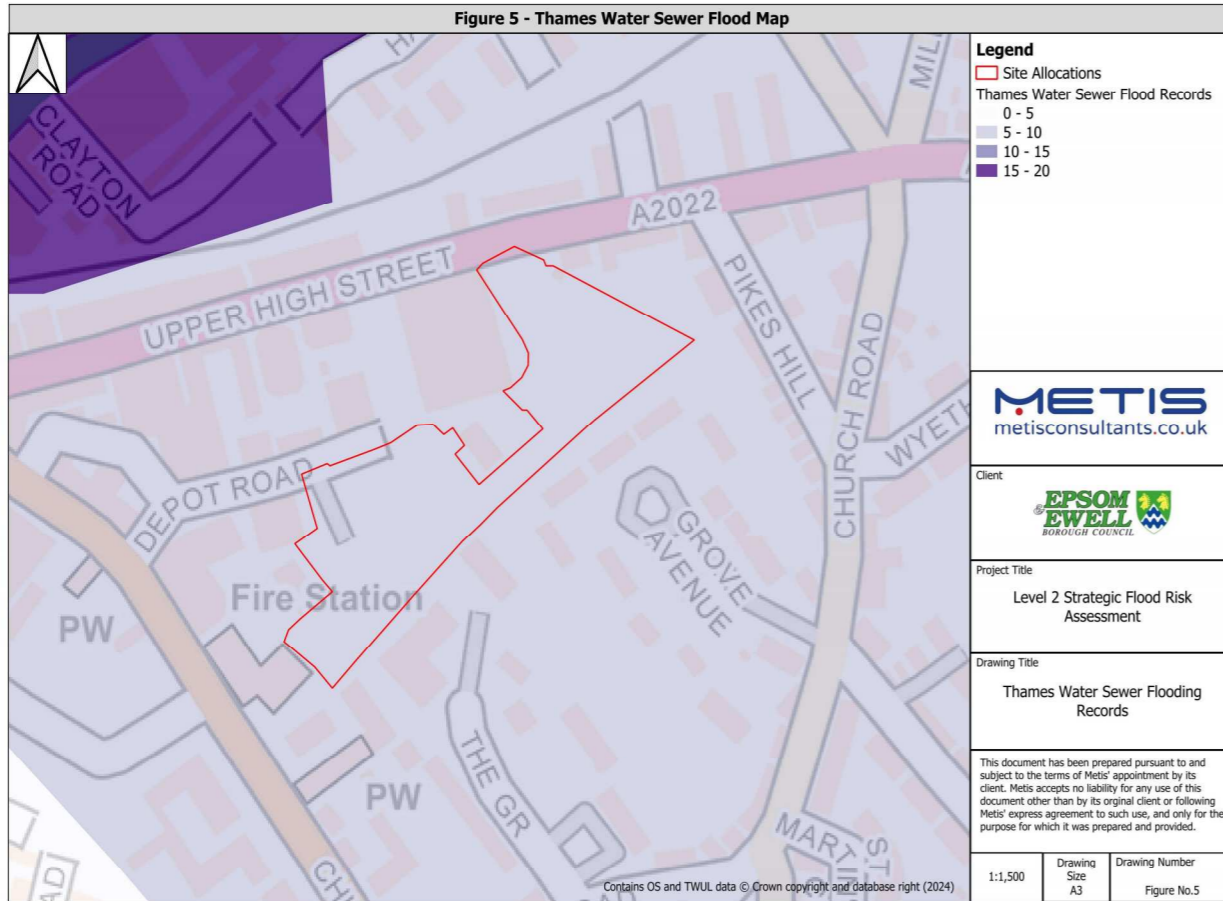 Figure 5 - Thames Water Sewer Flood Map
HA
MILL
CLAYTON
ROAD
A2022
UPPER HIGH STREET
PIKES HILL
CHURCH ROAD
WYETH
DEPOT ROAD
GROVE
AVENUE
Fire Station
PW
PW
THE GR
MART
ST
CHU
AD
Contains OS and TWUL data © Crown copyright and database right (2024)
Legend
Site Allocations
Thames Water Sewer Flood Records
0 - 5
5 - 10
10 - 15
15 - 20
METIS
metisconsultants.co.uk
Client
EPSOM
& EWELL
BOROUGH COUNCIL
Project Title
Level 2 Strategic Flood Risk
Assessment
Drawing Title
Thames Water Sewer Flooding
Records
This document has been prepared pursuant to and
subject to the terms of Metis' appointment by its
client. Metis accepts no liability for any use of this
document other than by its orginal client or following
Metis' express agreement to such use, and only for the
purpose for which it was prepared and provided.
1:1,500
Drawing
Size
A3
Drawing Number
Figure No.5